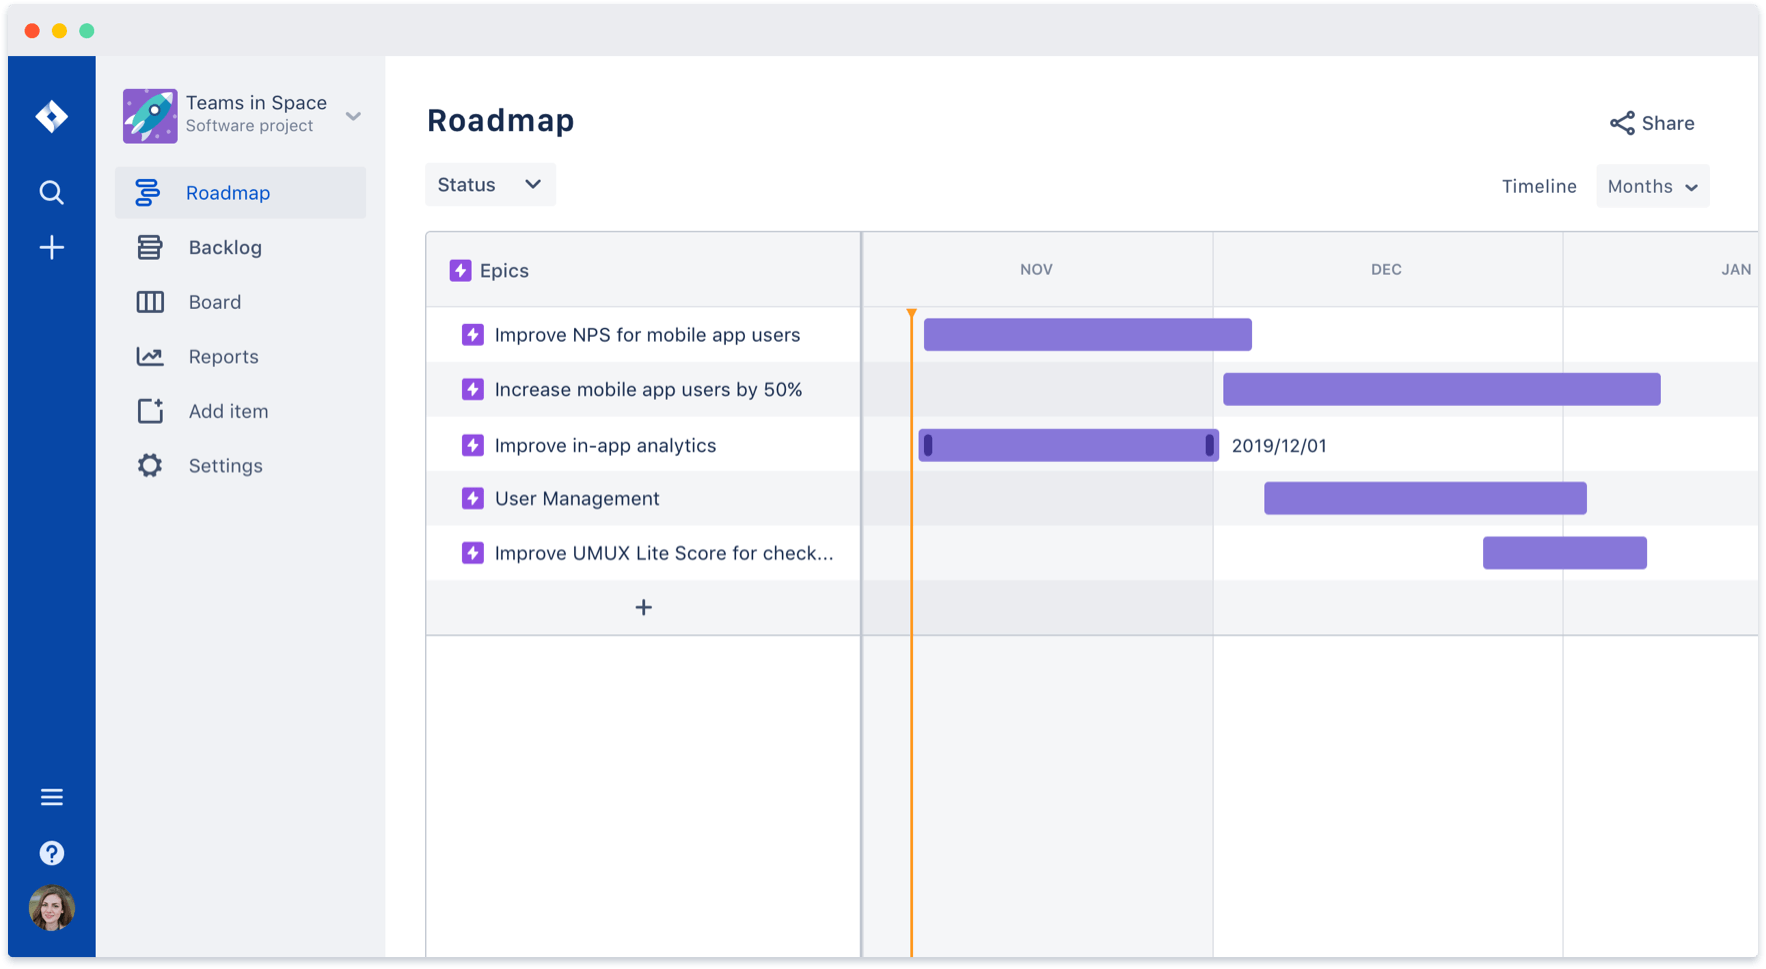 Teams in Space
Software project
Roadmap
Backlog
Board
Reports
Add item
Settings
Roadmap
Share
Status
Timeline
Months
Epics
NOV
DEC
JAN
Improve NPS for mobile app users
Increase mobile app users by 50%
Improve in-app analytics
2019/12/01
User Management
Improve UMUX Lite Score for check...